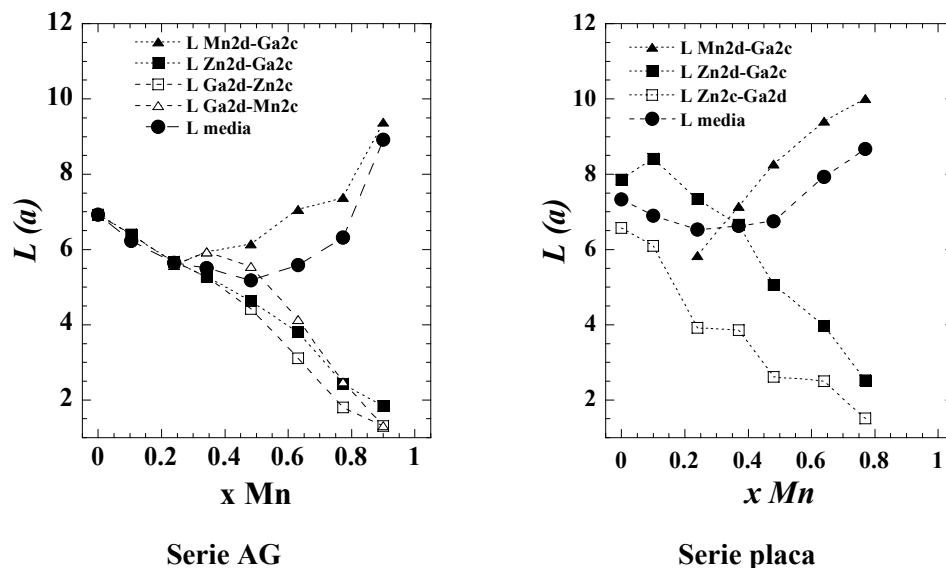 12
10
8
6
4
2
L (a)
L Mn2d-Ga2c
L Zn2d-Ga2c
L Ga2d-Zn2c
L Ga2d-Mn2c
L media
0 0.2 0.4 0.6 0.8 1
x Mn
Serie AG
12
10
8
6
4
2
L (a)
L Mn2d-Ga2c
L Zn2d-Ga2c
L Zn2c-Ga2d
L media
0 0.2 0.4 0.6 0.8 1
x Mn
Serie placa